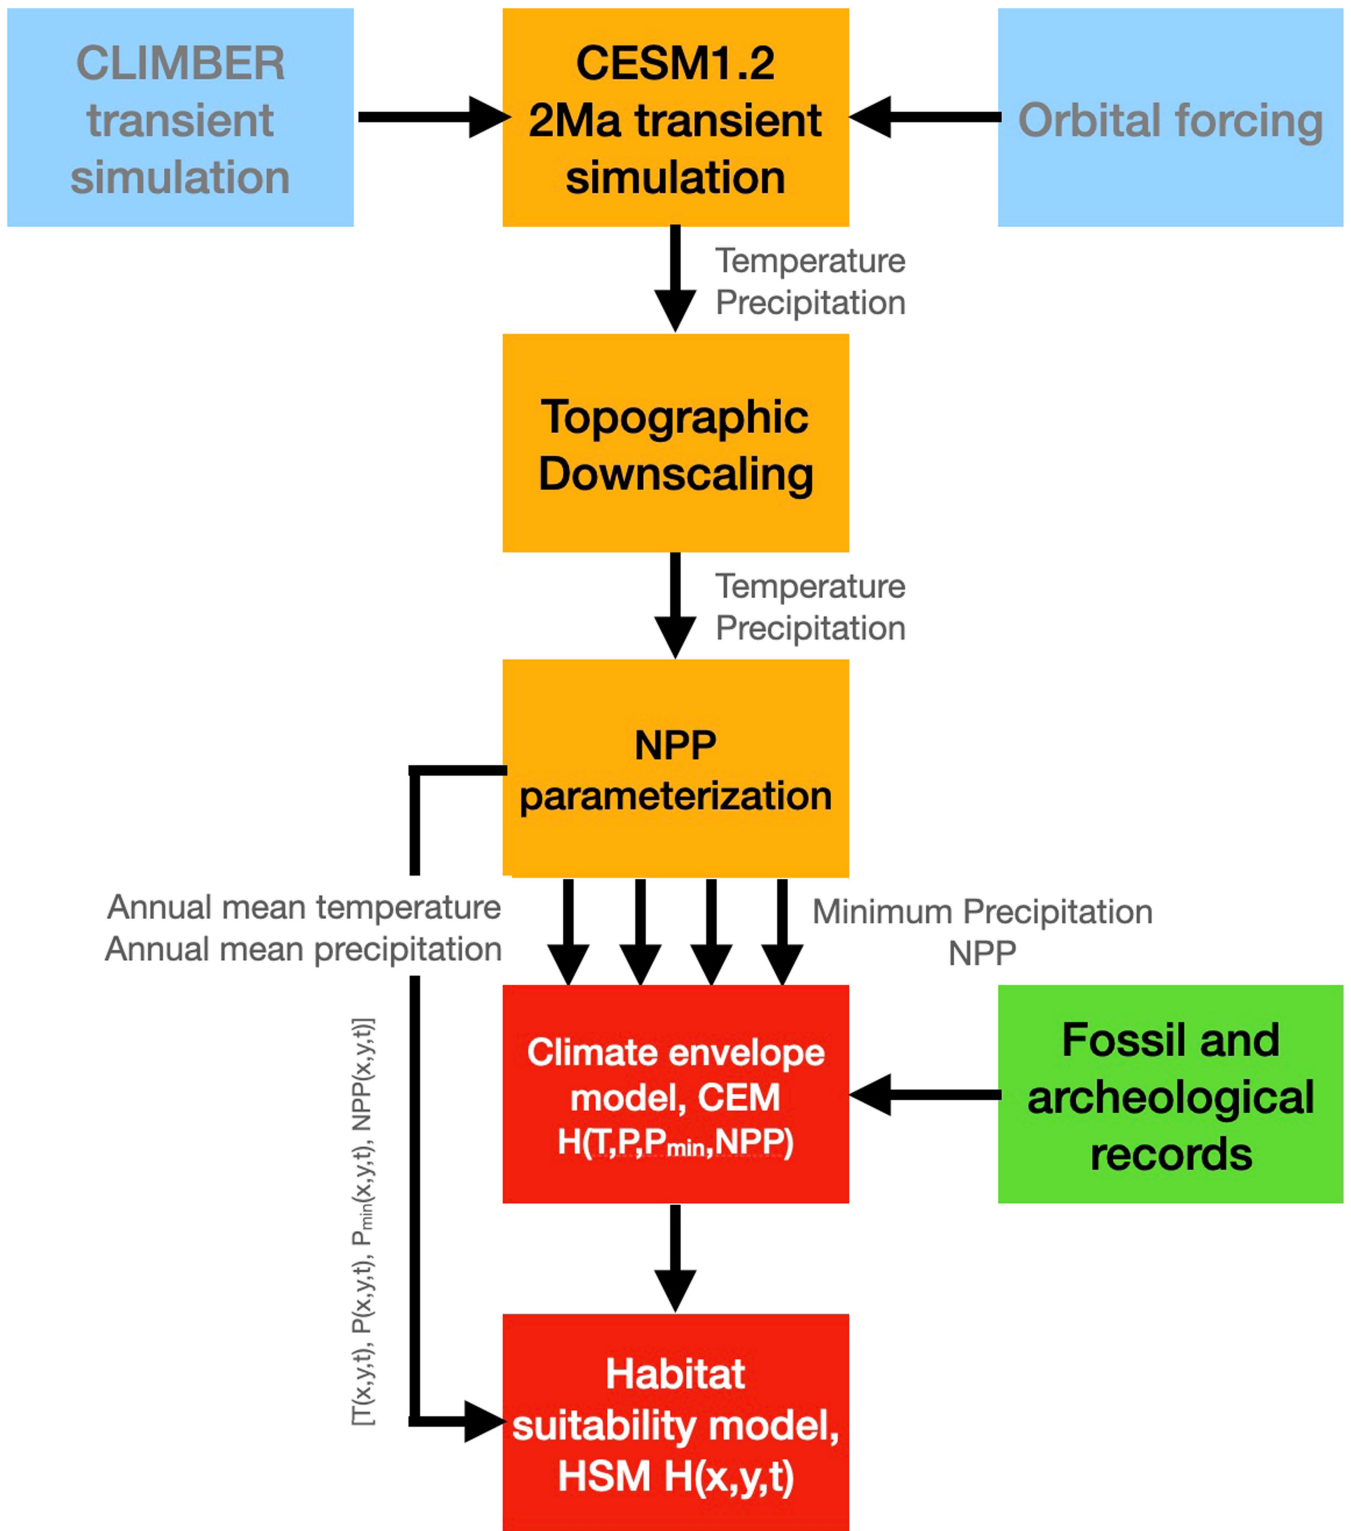 CLIMBER
transient
simulation
CESM1.2
2Ma transient
simulation
Orbital forcing
Temperature
Precipitation
Topographic
Downscaling
Temperature
Precipitation
NPP
parameterization
Annual mean temperature
Annual mean precipitation
Minimum Precipitation
NPP
[T(x,y,t), P(x,y,t), Pmin(x,y,t), NPP(x,y,t)]
Climate envelope
model, CEM
H(T,P,Pmin,NPP)
Fossil and
archeological
records
Habitat
suitability model,
HSM H(x,y,t)